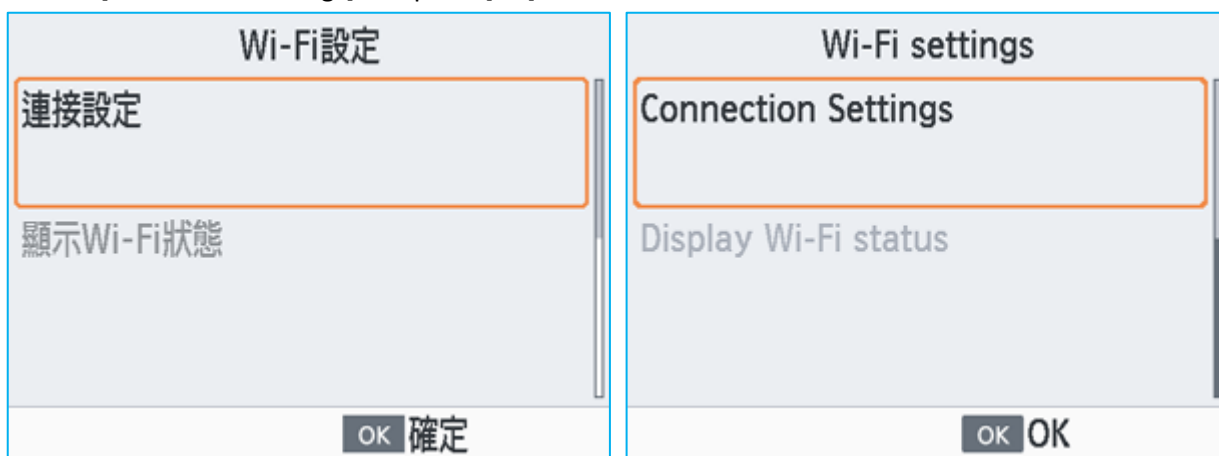 Wi-Fi設定
連接設定
顯示Wi-Fi狀態
OK 確定
Wi-Fi settings
Connection Settings
Display Wi-Fi status
OK OK